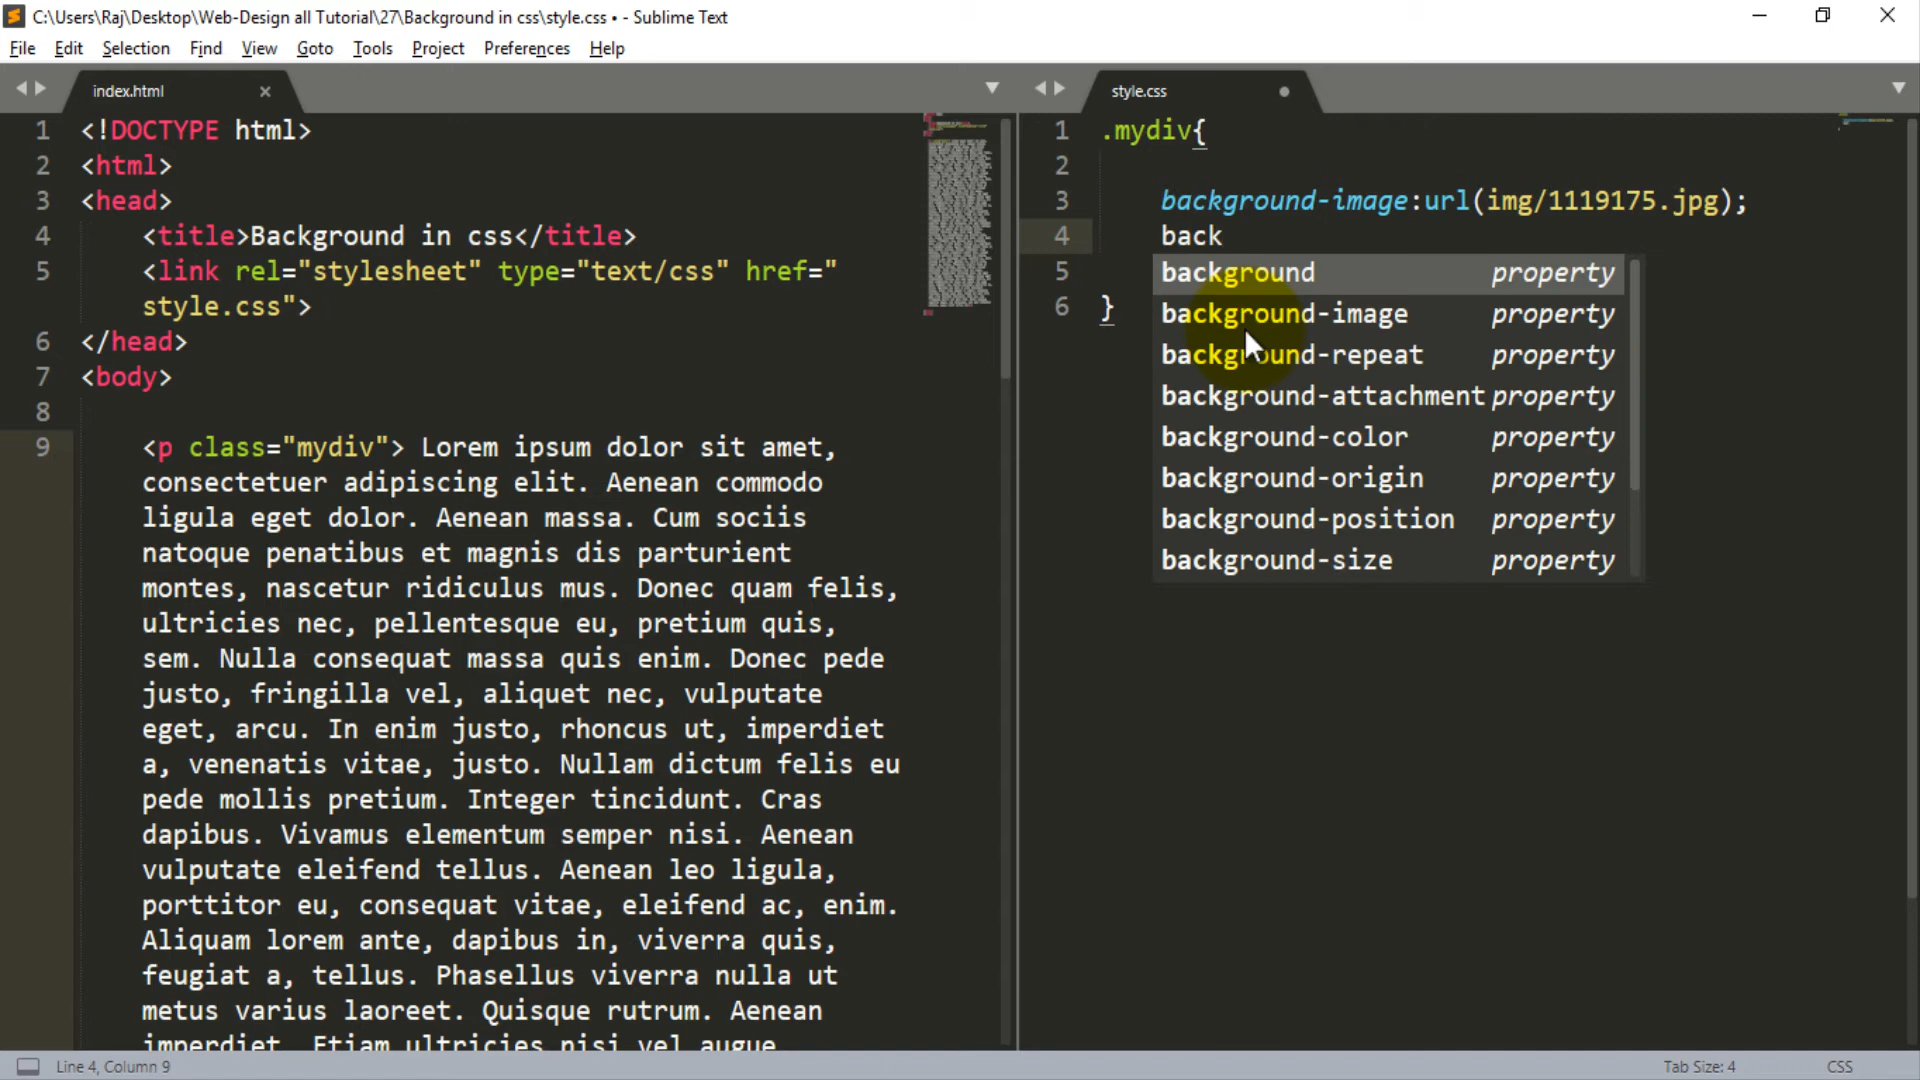 C:\Users\Raj\Desktop\Web-Design all Tutorial\27\Background in css\style.css • - Sublime Text
File Edit Selection Find View Goto Tools Project Preferences Help
index.html
1 <!DOCTYPE html>
2 <html>
3 <head>
4 <title>Background in css</title>
5 <link rel="stylesheet" type="text/css" href="
style.css">
6 </head>
7 <body>
8
9 <p class="mydiv"> Lorem ipsum dolor sit amet,
consectetuer adipiscing elit. Aenean commodo
ligula eget dolor. Aenean massa. Cum sociis
natoque penatibus et magnis dis parturient
montes, nascetur ridiculus mus. Donec quam felis,
ultricies nec, pellentesque eu, pretium quis,
sem. Nulla consequat massa quis enim. Donec pede
justo, fringilla vel, aliquet nec, vulputate
eget, arcu. In enim justo, rhoncus ut, imperdiet
a, venenatis vitae, justo. Nullam dictum felis eu
pede mollis pretium. Integer tincidunt. Cras
dapibus. Vivamus elementum semper nisi. Aenean
vulputate eleifend tellus. Aenean leo ligula,
porttitor eu, consequat vitae, eleifend ac, enim.
Aliquam lorem ante, dapibus in, viverra quis,
feugiat a, tellus. Phasellus viverra nulla ut
metus varius laoreet. Quisque rutrum. Aenean
imperdiet. Etiam ultricies nisi vel augue
style.css
1 .mydiv{
2
3 background-image:url(img/1119175.jpg);
4 back
5
6 }
background property
background-image property
background-repeat property
background-attachment property
background-color property
background-origin property
background-position property
background-size property
Line 4, Column 9
Tab Size: 4
CSS